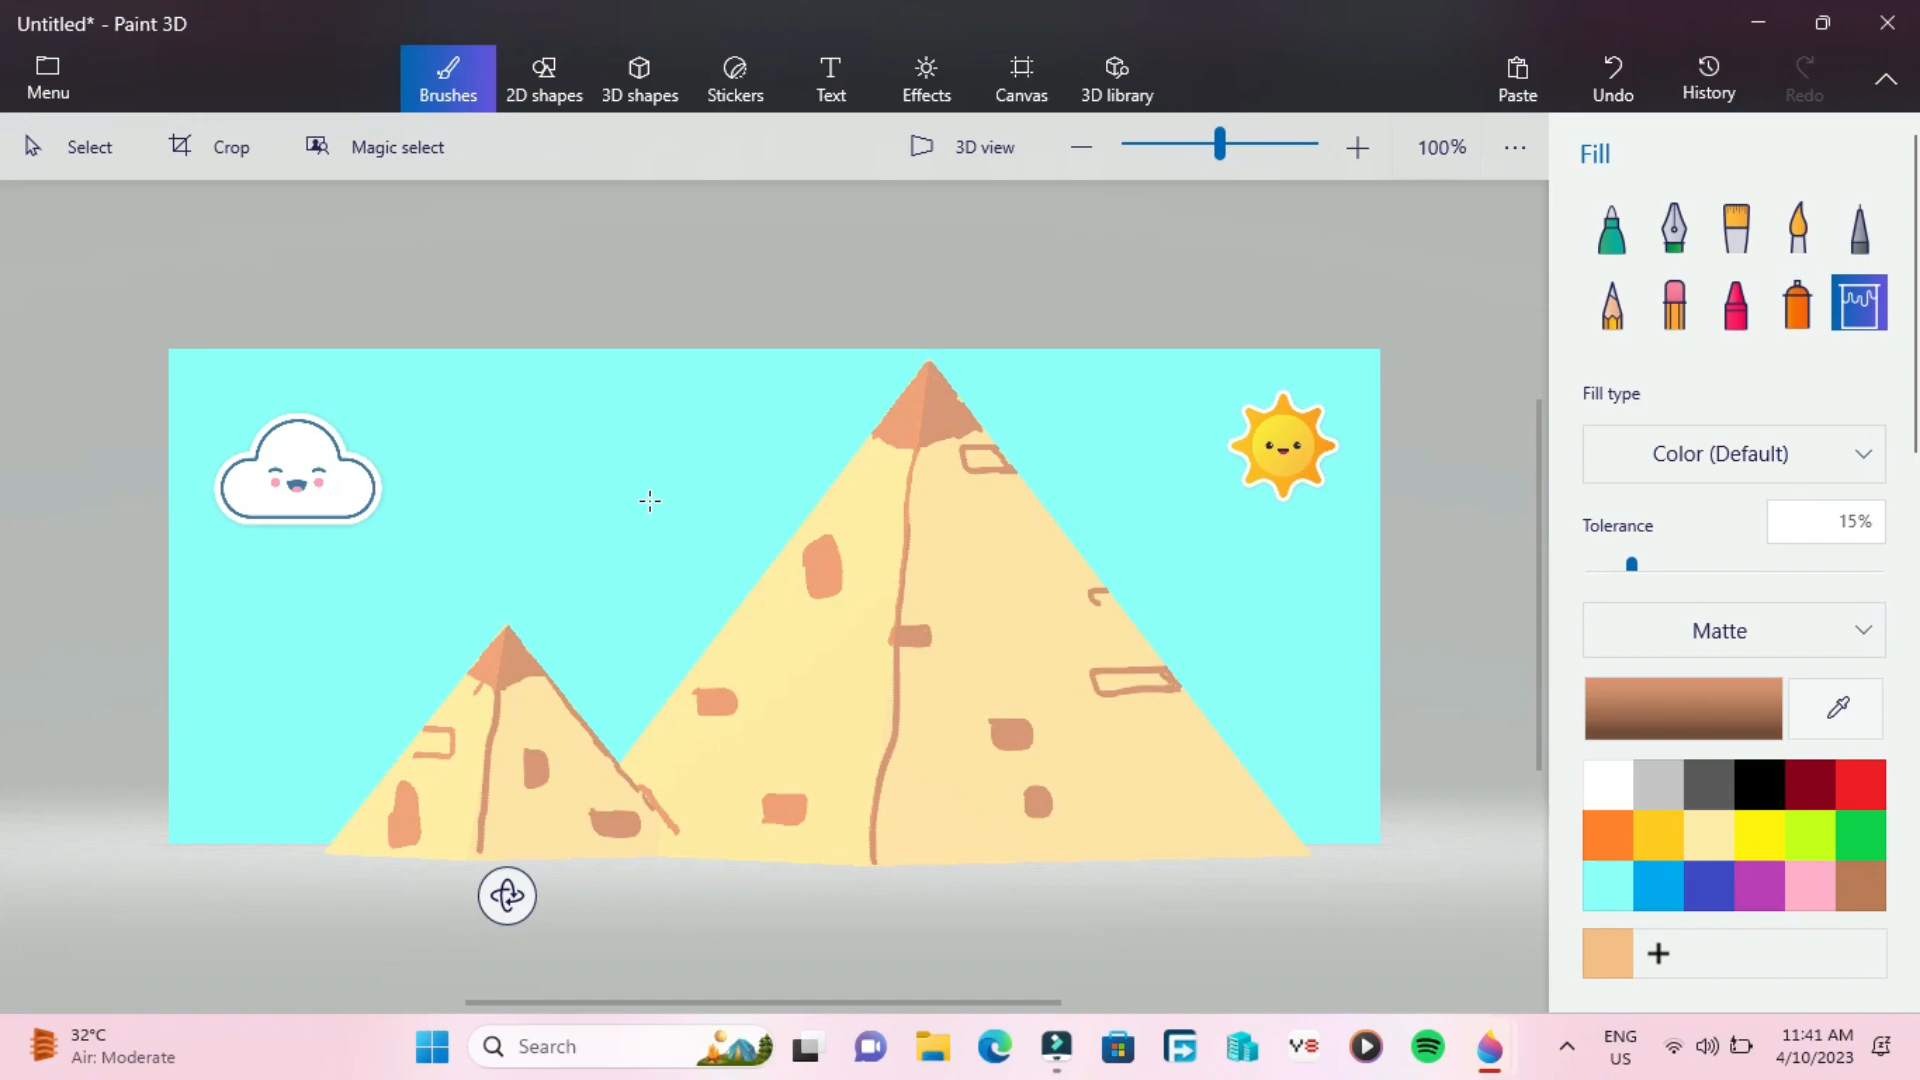 Untitled* - Paint 3D
Menu
Brushes
2D shapes
3D shapes
Stickers
Text
Effects
Canvas
3D library
Paste
Undo
History
Redo
Select
Crop
Magic select
3D view
100%
Fill
Fill type
Color (Default)
Tolerance
15%
Matte
32°C
Air: Moderate
Search
Y8
ENG
US
11:41 AM
4/10/2023